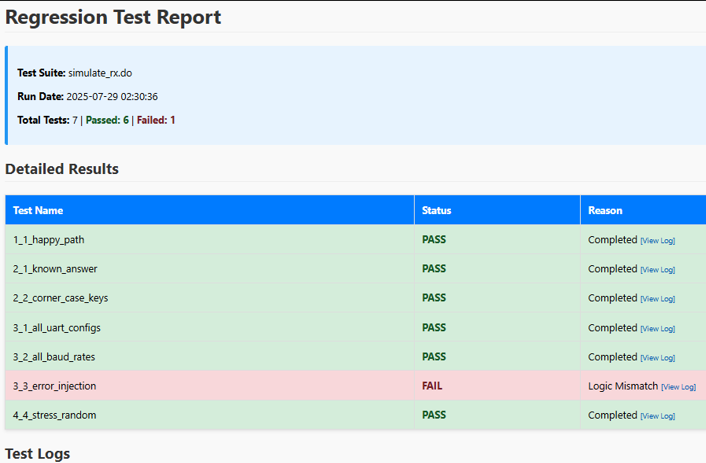 Regression Test Report
Test Suite: simulate_rx.do
Run Date: 2025-07-29 02:30:36
Total Tests: 7 | Passed: 6 | Failed: 1
Detailed Results
Test Name Status Reason
1_1_happy_path PASS Completed [View Log]
2_1_known_answer PASS Completed [View Log]
2_2_corner_case_keys PASS Completed [View Log]
3_1_all_uart_configs PASS Completed [View Log]
3_2_all_baud_rates PASS Completed [View Log]
3_3_error_injection FAIL Logic Mismatch [View Log]
4_4_stress_random PASS Completed [View Log]
Test Logs